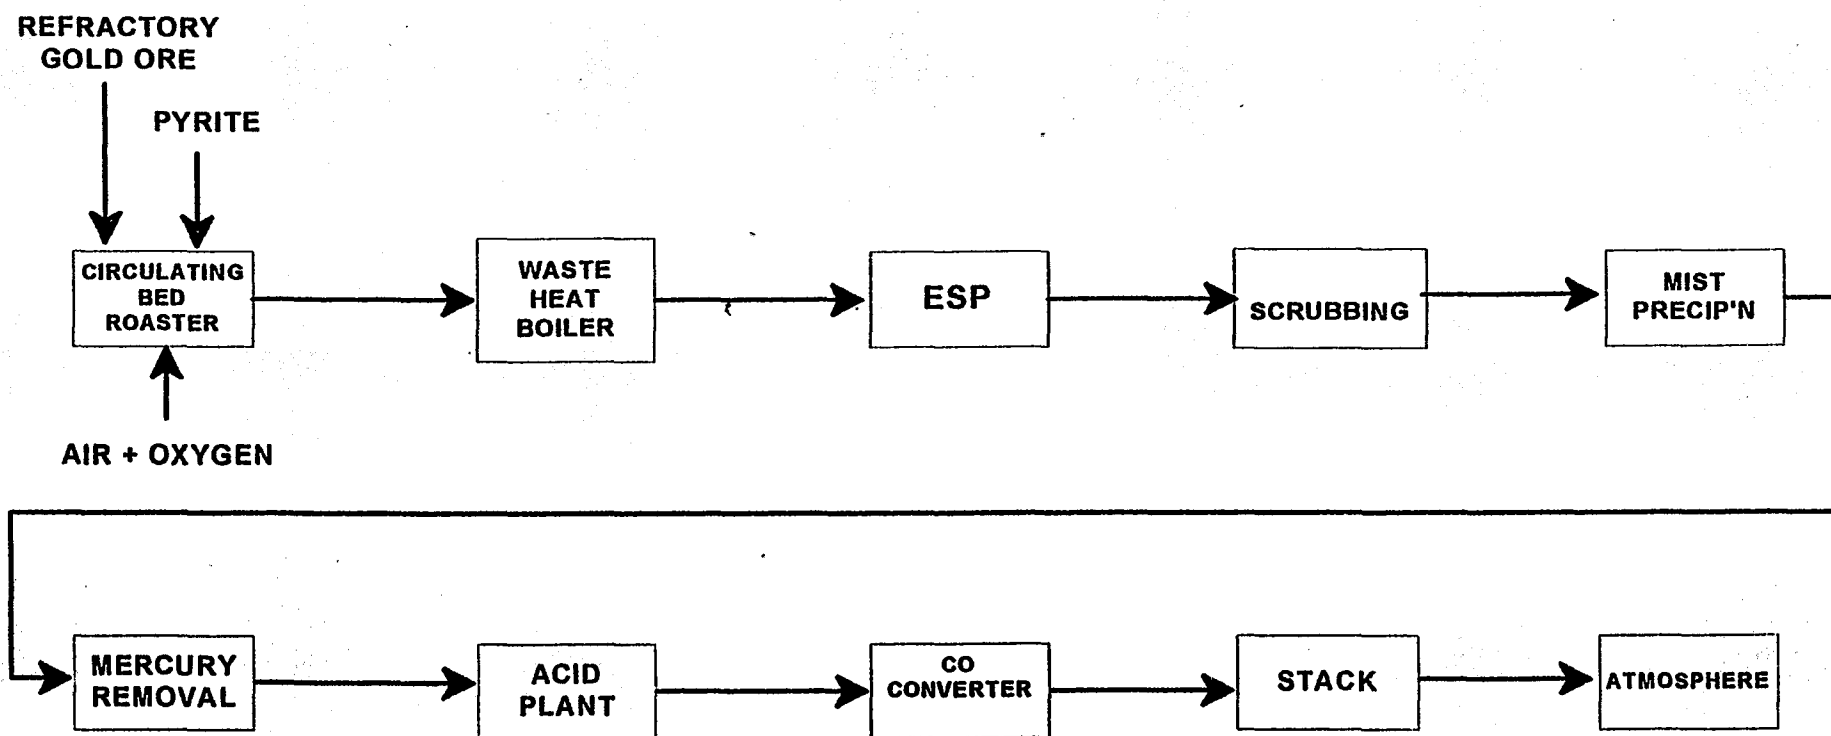 REFRACTORY
GOLD ORE
PYRITE
CIRCULATING
BED
ROASTER
WASTE
HEAT
BOILER
ESP
SCRUBBING
MIST
PRECIP'N
AIR + OXYGEN
MERCURY
REMOVAL
ACID
PLANT
CO
CONVERTER
STACK
ATMOSPHERE